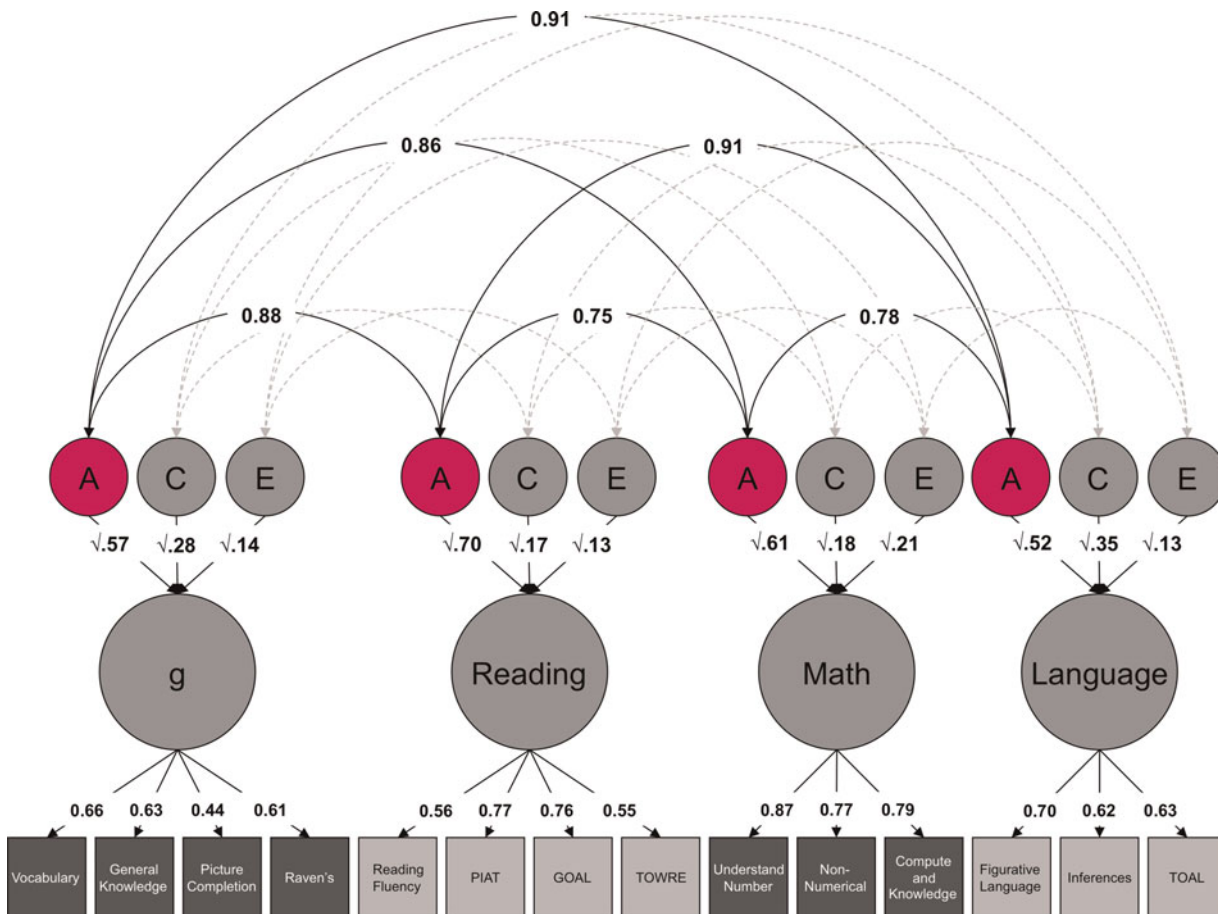 0.91
0.86
0.91
0.88
0.75
0.78
A C E A C E A C E A C E
√.57 √.28 √.14 √.70 √.17 √.13 √.61 √.18 √.21 √.52 √.35 √.13
g Reading Math Language
0.66 0.63 0.44 0.61 0.56 0.77 0.76 0.55 0.87 0.77 0.79 0.70 0.62 0.63
Vocabulary
General
Knowledge
Picture
Completion
Raven's
Reading
Fluency
PIAT
GOAL
TOWRE
Understand
Number
Non-
Numerical
Compute
and
Knowledge
Figurative
Language
Inferences
TOAL